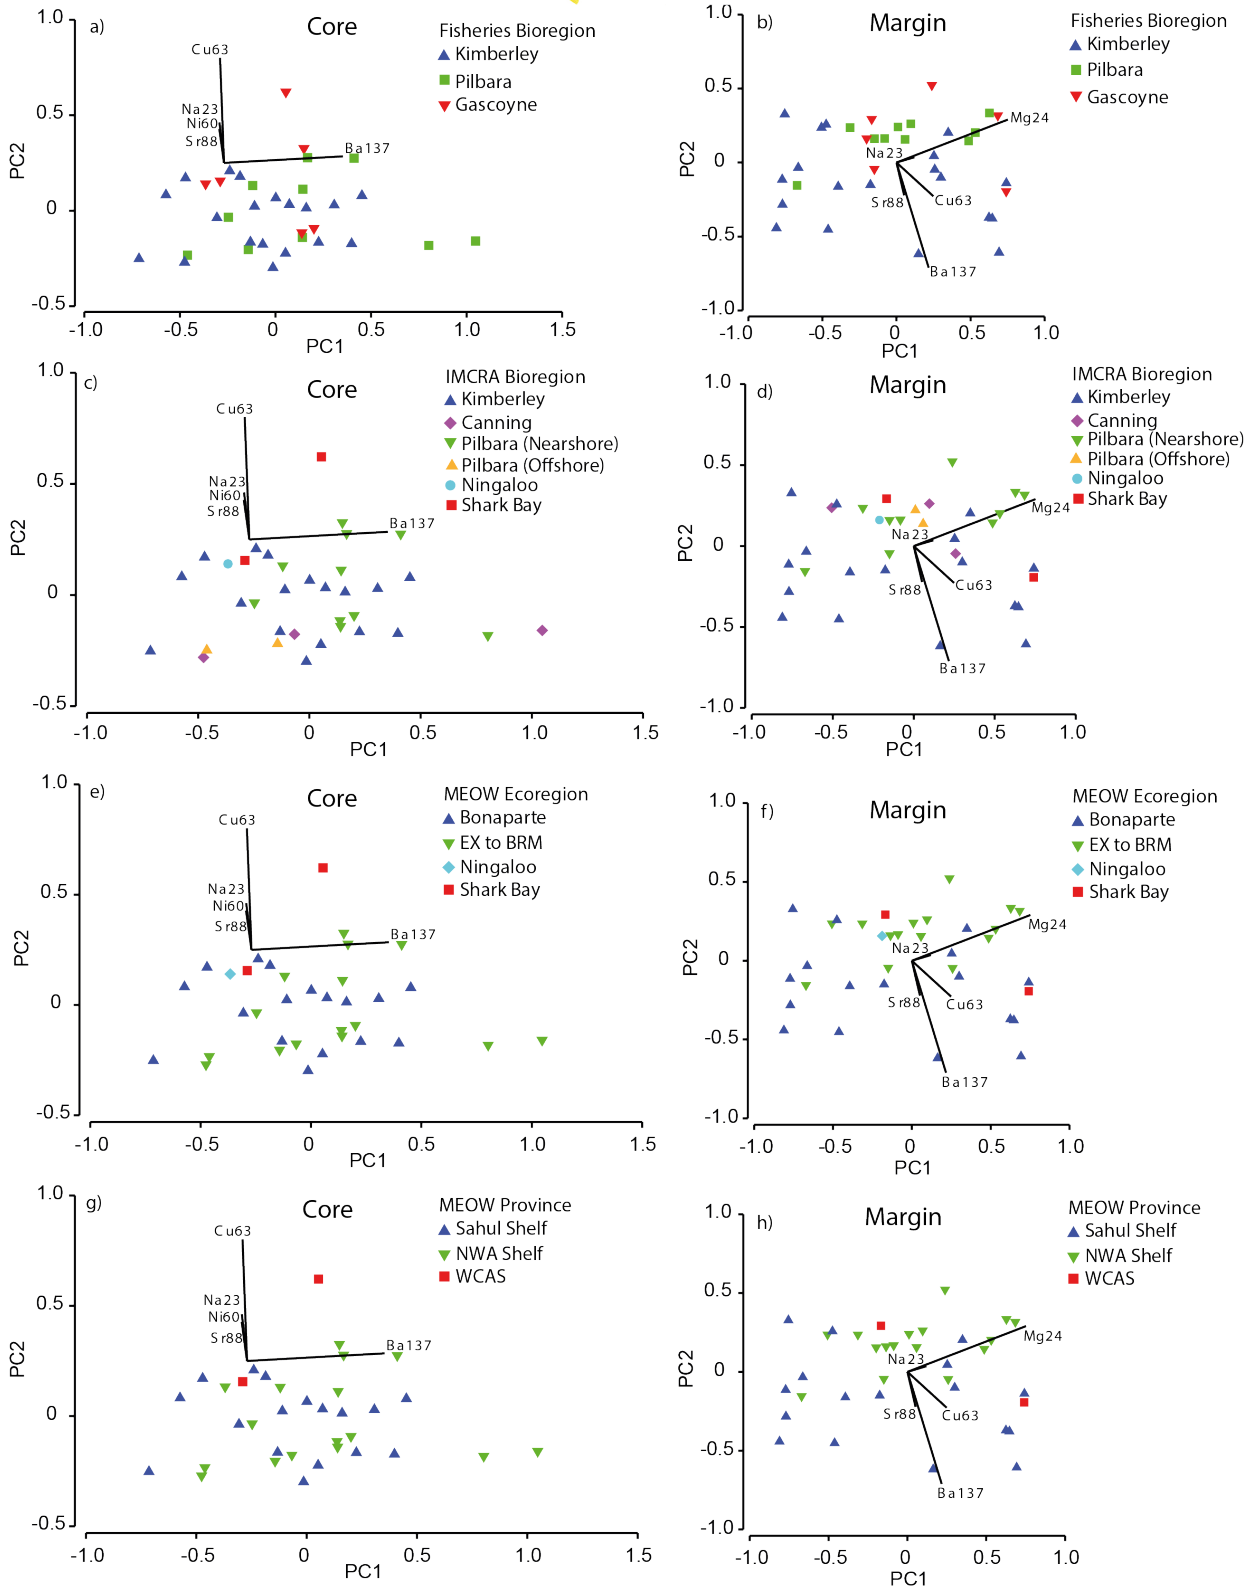 a)
Core
Fisheries Bioregion
Kimberley
Pilbara
Gascoyne
1.0
0.5
0
-0.5
PC2
Cu63
Na23
Ni60
Sr88
Ba137
-1.0 -0.5 0 0.5 1.0 1.5
PC1
b)
Margin
Fisheries Bioregion
Kimberley
Pilbara
Gascoyne
1.0
0.5
0
-0.5
-1.0
PC2
Mg24
Na23
Sr88
Cu63
Ba137
-1.0 -0.5 0 0.5 1.0
PC1
c)
Core
IMCRA Bioregion
Kimberley
Canning
Pilbara (Nearshore)
Pilbara (Offshore)
Ningaloo
Shark Bay
1.0
0.5
0
-0.5
PC2
Cu63
Na23
Ni60
Sr88
Ba137
-1.0 -0.5 0 0.5 1.0 1.5
PC1
d)
Margin
IMCRA Bioregion
Kimberley
Canning
Pilbara (Nearshore)
Pilbara (Offshore)
Ningaloo
Shark Bay
1.0
0.5
0
-0.5
-1.0
PC2
Mg24
Na23
Sr88
Cu63
Ba137
-1.0 -0.5 0 0.5 1.0
PC1
e)
Core
MEOW Ecoregion
Bonaparte
EX to BRM
Ningaloo
Shark Bay
1.0
0.5
0
-0.5
PC2
Cu63
Na23
Ni60
Sr88
Ba137
-1.0 -0.5 0 0.5 1.0 1.5
PC1
f)
Margin
MEOW Ecoregion
Bonaparte
EX to BRM
Ningaloo
Shark Bay
1.0
0.5
0
-0.5
-1.0
PC2
Mg24
Na23
Sr88
Cu63
Ba137
-1.0 -0.5 0 0.5 1.0
PC1
g)
Core
MEOW Province
Sahul Shelf
NWA Shelf
WCAS
1.0
0.5
0
-0.5
PC2
Cu63
Na23
Ni60
Sr88
Ba137
-1.0 -0.5 0 0.5 1.0 1.5
PC1
h)
Margin
MEOW Province
Sahul Shelf
NWA Shelf
WCAS
1.0
0.5
0
-0.5
-1.0
PC2
Mg24
Na23
Sr88
Cu63
Ba137
-1.0 -0.5 0 0.5 1.0
PC1